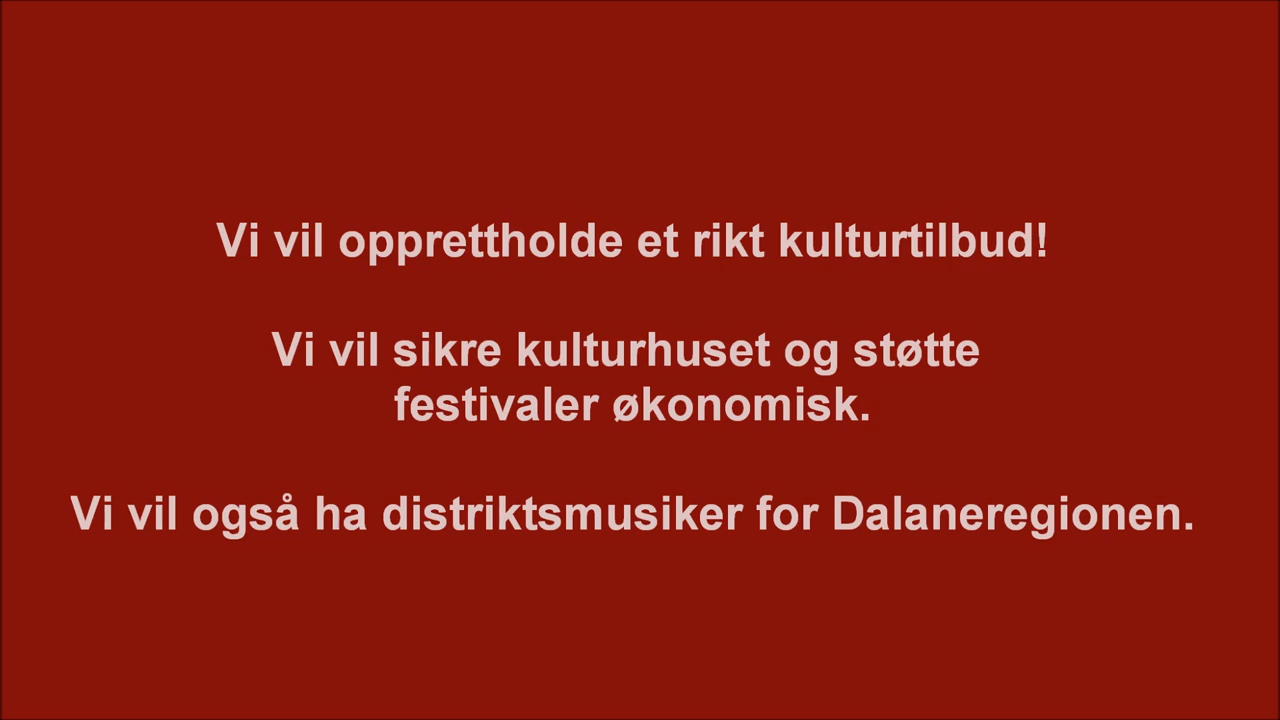 Vi vil opprettholde et rikt kulturtilbud!
Vi vil sikre kulturhuset og støtte
festivaler økonomisk.
Vi vil også ha distriktsmusiker for Dalaneregionen.